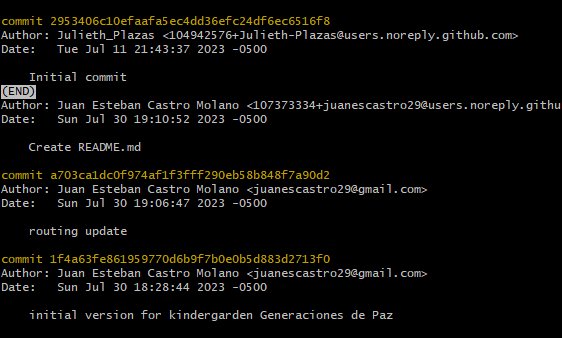 commit 2953406c10efaafa5ec4dd36efc24df6ec6516f8
Author: Julieth_Plazas <104942576+Julieth-Plazas@users.noreply.github.com>
Date:   Tue Jul 11 21:43:37 2023 -0500
Initial commit
(END)
Author: Juan Esteban Castro Molano <107373334+juanescastro29@users.noreply.githu
Date:   Sun Jul 30 19:10:52 2023 -0500
Create README.md
commit a703ca1dc0f974af1f3fff290eb58b848f7a90d2
Author: Juan Esteban Castro Molano <juanescastro29@gmail.com>
Date:   Sun Jul 30 19:06:47 2023 -0500
routing update
commit 1f4a63fe861959770d6b9f7b0e0b5d883d2713f0
Author: Juan Esteban Castro Molano <juanescastro29@gmail.com>
Date:   Sun Jul 30 18:28:44 2023 -0500
initial version for kindergarden Generaciones de Paz